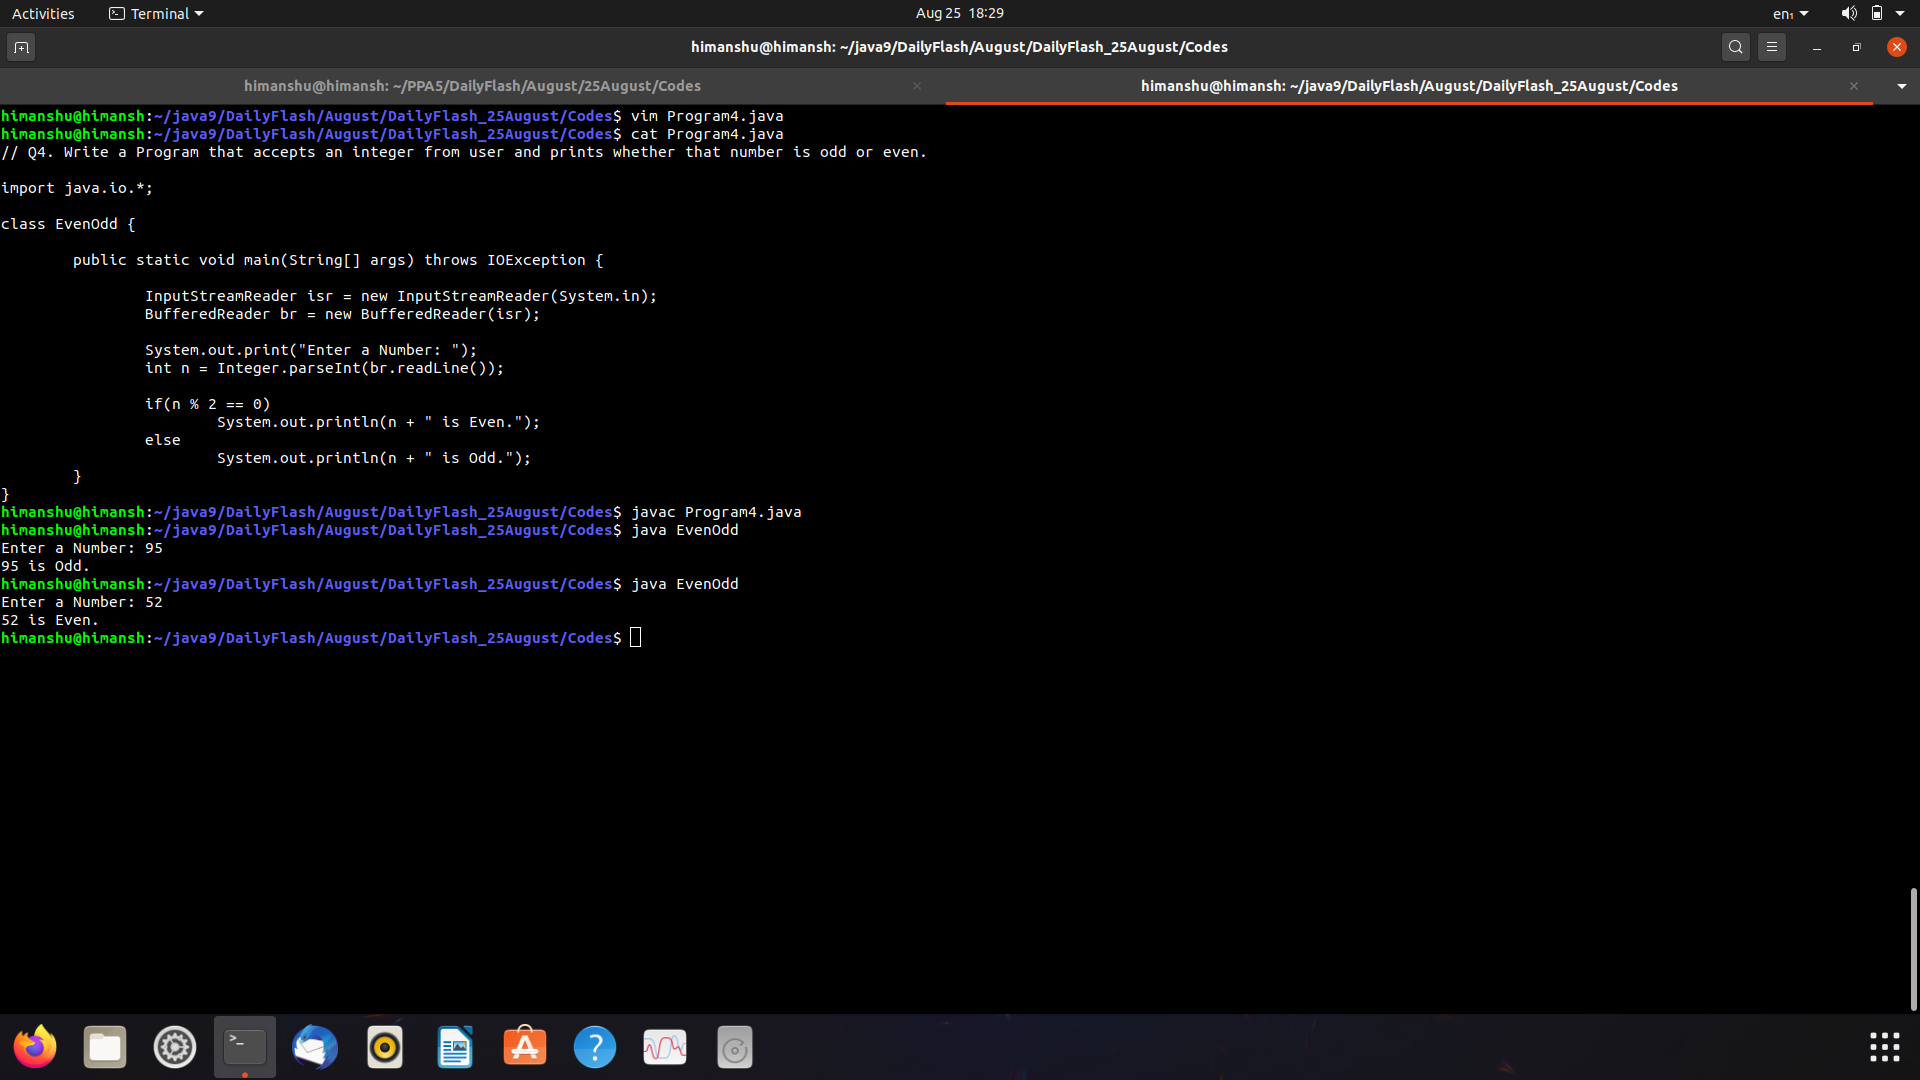 Activities Terminal Aug 25 18:29 en₁
himanshu@himansh: ~/java9/DailyFlash/August/DailyFlash_25August/Codes
himanshu@himansh: ~/PPA5/DailyFlash/August/25August/Codes himanshu@himansh: ~/java9/DailyFlash/August/DailyFlash_25August/Codes
himanshu@himansh:~/java9/DailyFlash/August/DailyFlash_25August/Codes$ vim Program4.java
himanshu@himansh:~/java9/DailyFlash/August/DailyFlash_25August/Codes$ cat Program4.java
// Q4. Write a Program that accepts an integer from user and prints whether that number is odd or even.

import java.io.*;

class EvenOdd {

        public static void main(String[] args) throws IOException {

                InputStreamReader isr = new InputStreamReader(System.in);
                BufferedReader br = new BufferedReader(isr);

                System.out.print("Enter a Number: ");
                int n = Integer.parseInt(br.readLine());

                if(n % 2 == 0)
                        System.out.println(n + " is Even.");
                else
                        System.out.println(n + " is Odd.");
        }
}
himanshu@himansh:~/java9/DailyFlash/August/DailyFlash_25August/Codes$ javac Program4.java
himanshu@himansh:~/java9/DailyFlash/August/DailyFlash_25August/Codes$ java EvenOdd
Enter a Number: 95
95 is Odd.
himanshu@himansh:~/java9/DailyFlash/August/DailyFlash_25August/Codes$ java EvenOdd
Enter a Number: 52
52 is Even.
himanshu@himansh:~/java9/DailyFlash/August/DailyFlash_25August/Codes$